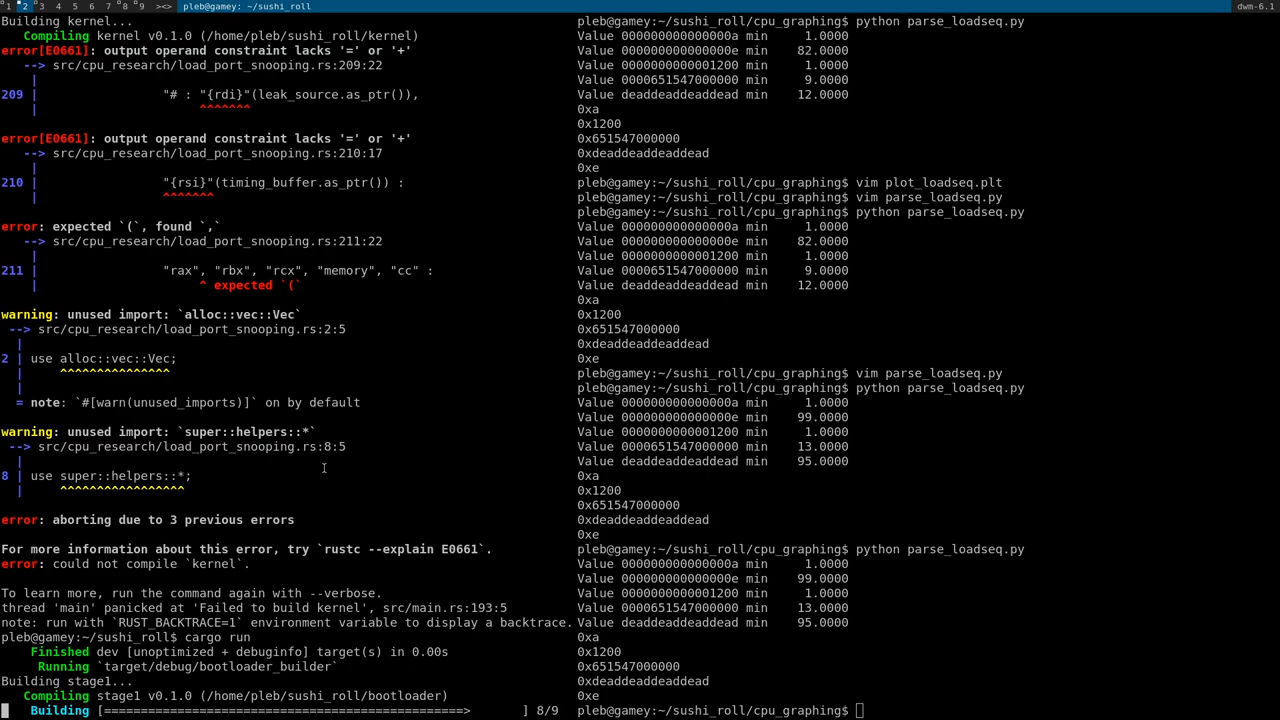 1 2 3 4 5 6 7 8 9 ><> pleb@gamey: ~/sushi_roll dwm-6.1
Building kernel...
Compiling kernel v0.1.0 (/home/pleb/sushi_roll/kernel)
error[E0661]: output operand constraint lacks '=' or '+'
--> src/cpu_research/load_port_snooping.rs:209:22
|
209 | "# : "{rdi}"(leak_source.as_ptr()),
| ^^^^^^^
error[E0661]: output operand constraint lacks '=' or '+'
--> src/cpu_research/load_port_snooping.rs:210:17
|
210 | "{rsi}"(timing_buffer.as_ptr()) :
| ^^^^^^^
error: expected `(`, found `,`
--> src/cpu_research/load_port_snooping.rs:211:22
|
211 | "rax", "rbx", "rcx", "memory", "cc" :
| ^ expected `(`
warning: unused import: `alloc::vec::Vec`
--> src/cpu_research/load_port_snooping.rs:2:5
|
2 | use alloc::vec::Vec;
| ^^^^^^^^^^^^^^^
|
= note: `#[warn(unused_imports)]` on by default
warning: unused import: `super::helpers::*`
--> src/cpu_research/load_port_snooping.rs:8:5
|
8 | use super::helpers::*;
| ^^^^^^^^^^^^^^^^^
error: aborting due to 3 previous errors
For more information about this error, try `rustc --explain E0661`.
error: could not compile `kernel`.
To learn more, run the command again with --verbose.
thread 'main' panicked at 'Failed to build kernel', src/main.rs:193:5
note: run with `RUST_BACKTRACE=1` environment variable to display a backtrace.
pleb@gamey:~/sushi_roll$ cargo run
Finished dev [unoptimized + debuginfo] target(s) in 0.00s
Running `target/debug/bootloader_builder`
Building stage1...
Compiling stage1 v0.1.0 (/home/pleb/sushi_roll/bootloader)
Building [=================================================> ] 8/9
pleb@gamey:~/sushi_roll/cpu_graphing$ python parse_loadseq.py
Value 000000000000000a min 1.0000
Value 000000000000000e min 82.0000
Value 0000000000001200 min 1.0000
Value 0000651547000000 min 9.0000
Value deaddeaddeaddead min 12.0000
0xa
0x1200
0x651547000000
0xdeaddeaddeaddead
0xe
pleb@gamey:~/sushi_roll/cpu_graphing$ vim plot_loadseq.plt
pleb@gamey:~/sushi_roll/cpu_graphing$ vim parse_loadseq.py
pleb@gamey:~/sushi_roll/cpu_graphing$ python parse_loadseq.py
Value 000000000000000a min 1.0000
Value 000000000000000e min 82.0000
Value 0000000000001200 min 1.0000
Value 0000651547000000 min 9.0000
Value deaddeaddeaddead min 12.0000
0xa
0x1200
0x651547000000
0xdeaddeaddeaddead
0xe
pleb@gamey:~/sushi_roll/cpu_graphing$ vim parse_loadseq.py
pleb@gamey:~/sushi_roll/cpu_graphing$ python parse_loadseq.py
Value 000000000000000a min 1.0000
Value 000000000000000e min 99.0000
Value 0000000000001200 min 1.0000
Value 0000651547000000 min 13.0000
Value deaddeaddeaddead min 95.0000
0xa
0x1200
0x651547000000
0xdeaddeaddeaddead
0xe
pleb@gamey:~/sushi_roll/cpu_graphing$ python parse_loadseq.py
Value 000000000000000a min 1.0000
Value 000000000000000e min 99.0000
Value 0000000000001200 min 1.0000
Value 0000651547000000 min 13.0000
Value deaddeaddeaddead min 95.0000
0xa
0x1200
0x651547000000
0xdeaddeaddeaddead
0xe
pleb@gamey:~/sushi_roll/cpu_graphing$